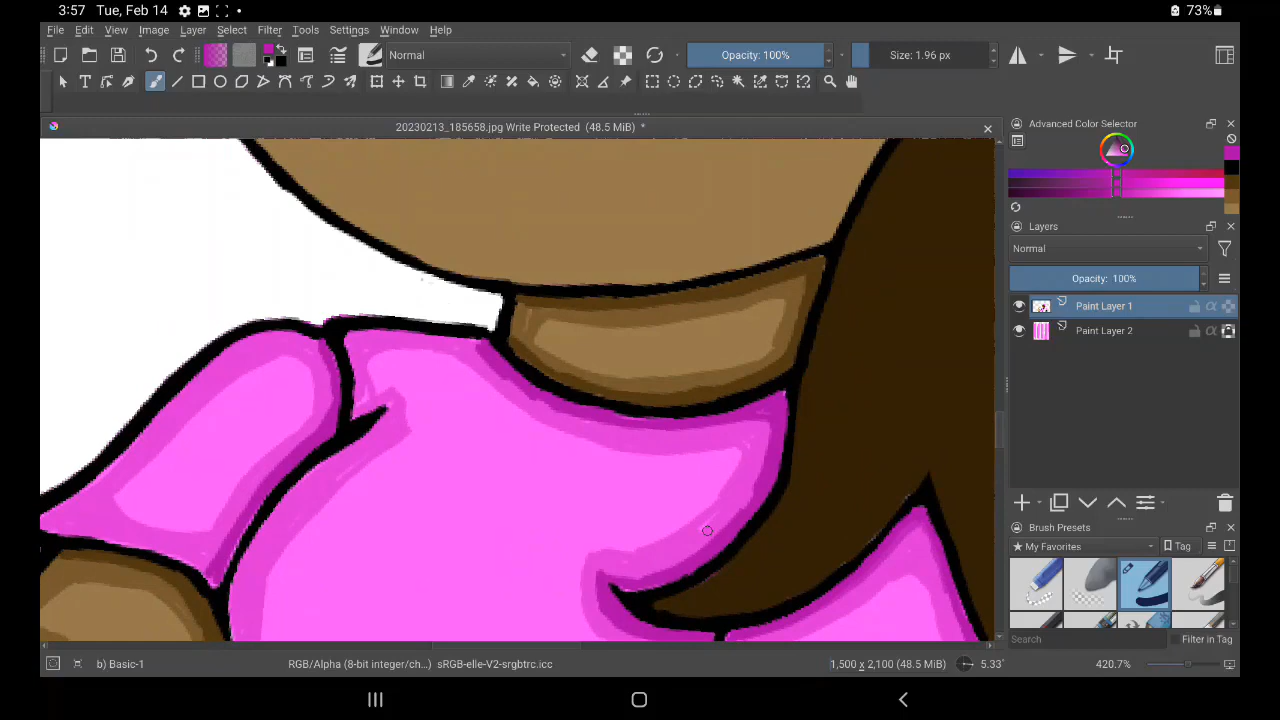 3:57 Tue, Feb 14 73%
File Edit View Image Layer Select Filter Tools Settings Window Help
Normal Opacity: 100% Size: 1.96 px
20230213_185658.jpg Write Protected (48.5 MiB) *
Advanced Color Selector
Layers
Normal
Opacity: 100%
Paint Layer 1
Paint Layer 2
Brush Presets
★ My Favorites Tag
Search Filter in Tag
b) Basic-1 RGB/Alpha (8-bit integer/ch...) sRGB-elle-V2-srgbtrc.icc 1,500 x 2,100 (48.5 MiB) 5.33° 420.7%